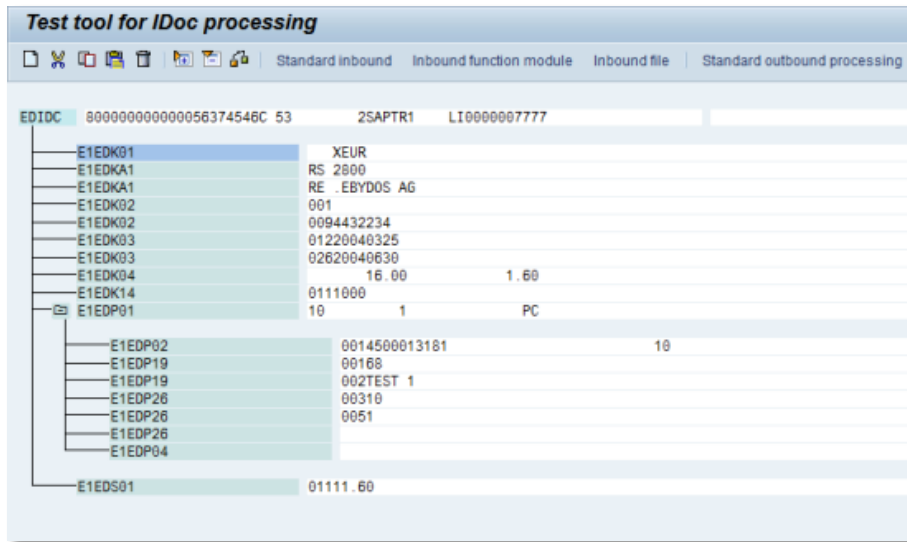 Test tool for IDoc processing
Standard inbound Inbound function module Inbound file Standard outbound processing
EDIDC 800000000000056374546C 53 2SAPTR1 LI0000007777
E1EDK01 XEUR
E1EDKA1 RS 2800
E1EDKA1 RE .EBYDOS AG
E1EDK02 001
E1EDK02 0094432234
E1EDK03 01220040325
E1EDK03 02620040630
E1EDK04 16.00 1.60
E1EDK14 0111000
E1EDP01 10 1 PC
E1EDP02 0014500013181 10
E1EDP19 00168
E1EDP19 002TEST 1
E1EDP26 00310
E1EDP26 0051
E1EDP26
E1EDP04
E1EDS01 01111.60